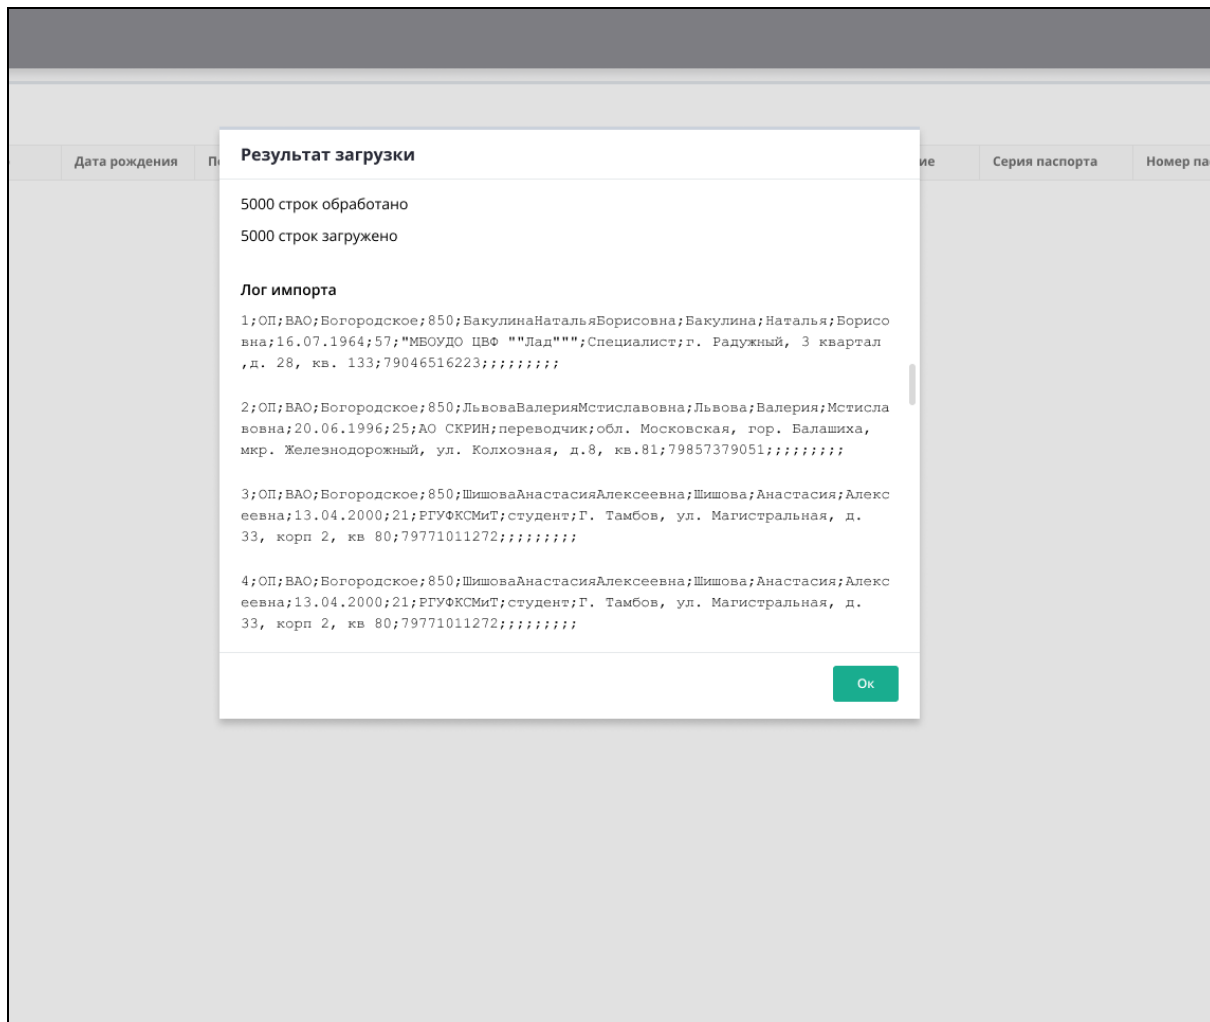 Дата рождения
Серия паспорта
Результат загрузки
5000 строк обработано
5000 строк загружено
Лог импорта
1;ОП;ВАО;Богородское;850;БакулинаНатальяБорисовна;Бакулина;Наталья;Борисо
вна;16.07.1964;57;"МБОУДО ЦВФ ""Лад""";Специалист;г. Радужный, 3 квартал
,д. 28, кв. 133;79046516223;;;;;;;;;
2;ОП;ВАО;Богородское;850;ЛьвоваВалерияМстиславовна;Львова;Валерия;Мстисла
вовна;20.06.1996;25;АО СКРИН;переводчик;обл. Московская, гор. Балашиха,
мкр. Железнодорожный, ул. Колхозная, д.8, кв.81;79857379051;;;;;;;;;
3;ОП;ВАО;Богородское;850;ШишоваАнастасияАлексеевна;Шишова;Анастасия;Алекс
еевна;13.04.2000;21;РГУФКСМиТ;студент;Г. Тамбов, ул. Магистральная, д.
33, корп 2, кв 80;79771011272;;;;;;;;;
4;ОП;ВАО;Богородское;850;ШишоваАнастасияАлексеевна;Шишова;Анастасия;Алекс
еевна;13.04.2000;21;РГУФКСМиТ;студент;Г. Тамбов, ул. Магистральная, д.
33, корп 2, кв 80;79771011272;;;;;;;;;
Ок